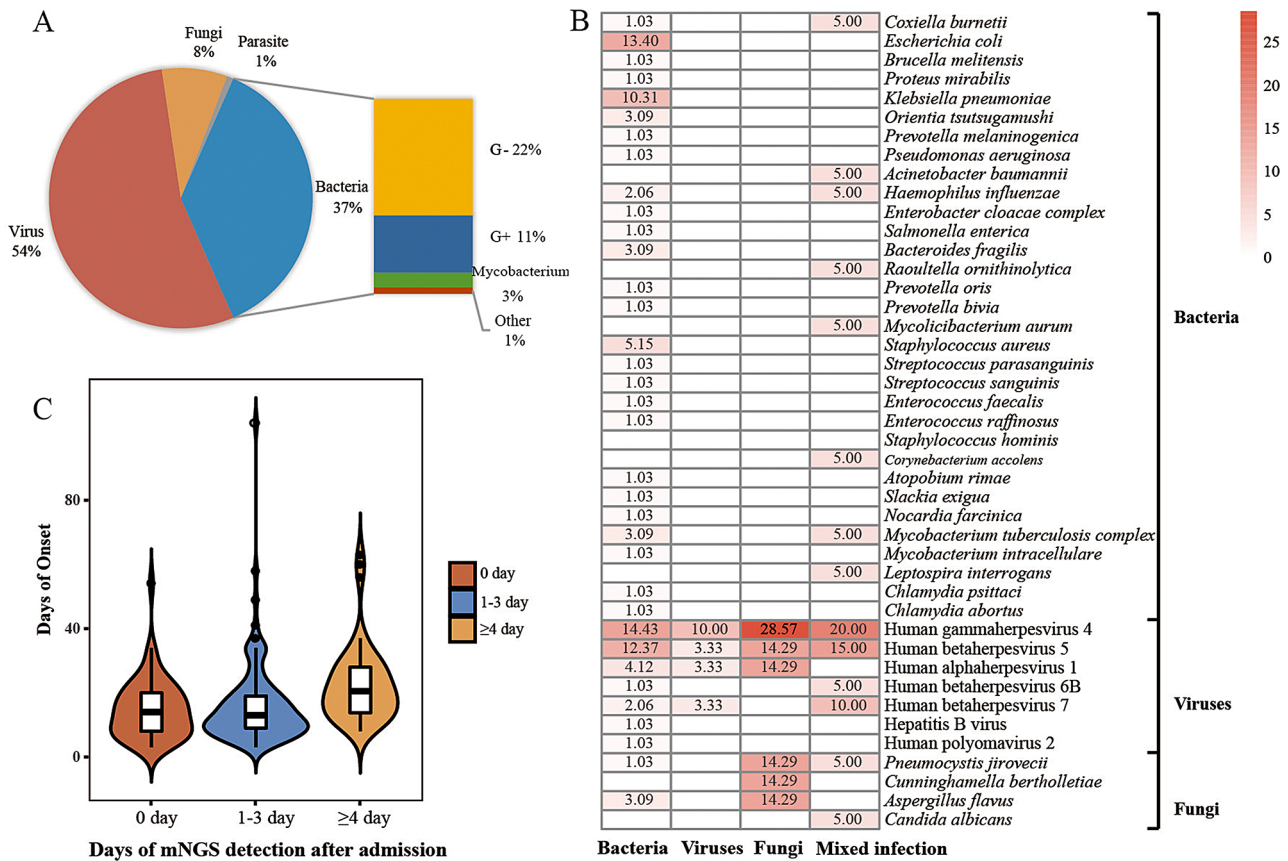 A
Fungi
8%
Parasite
1%
Virus
54%
Bacteria
37%
G- 22%
G+ 11%
Mycobacterium
3%
Other
1%
B
1.03 5.00 Coxiella burnetii
13.40 Escherichia coli
1.03 Brucella melitensis
1.03 Proteus mirabilis
10.31 Klebsiella pneumoniae
3.09 Orientia tsutsugamushi
1.03 Prevotella melaninogenica
1.03 Pseudomonas aeruginosa
5.00 Acinetobacter baumannii
2.06 5.00 Haemophilus influenzae
1.03 Enterobacter cloacae complex
1.03 Salmonella enterica
3.09 Bacteroides fragilis
5.00 Raoultella ornithinolytica
1.03 Prevotella oris
1.03 Prevotella bivia
5.00 Mycolicibacterium aurum
5.15 Staphylococcus aureus
1.03 Streptococcus parasanguinis
1.03 Streptococcus sanguinis
1.03 Enterococcus faecalis
1.03 Enterococcus raffinosus
Staphylococcus hominis
5.00 Corynebacterium accolens
1.03 Atopobium rimae
1.03 Slackia exigua
1.03 Nocardia farcinica
3.09 5.00 Mycobacterium tuberculosis complex
1.03 Mycobacterium intracellulare
5.00 Leptospira interrogans
1.03 Chlamydia psittaci
1.03 Chlamydia abortus
14.43 10.00 28.57 20.00 Human gammaherpesvirus 4
12.37 3.33 14.29 15.00 Human betaherpesvirus 5
4.12 3.33 14.29 Human alphaherpesvirus 1
1.03 5.00 Human betaherpesvirus 6B
2.06 3.33 10.00 Human betaherpesvirus 7
1.03 Hepatitis B virus
1.03 Human polyomavirus 2
1.03 14.29 5.00 Pneumocystis jirovecii
14.29 Cunninghamella bertholletiae
3.09 14.29 Aspergillus flavus
5.00 Candida albicans
Bacteria Viruses Fungi Mixed infection
Bacteria
Viruses
Fungi
25
20
15
10
5
0
C
Days of Onset
80
40
0
0 day
1-3 day
≥4 day
0 day 1-3 day ≥4 day
Days of mNGS detection after admission